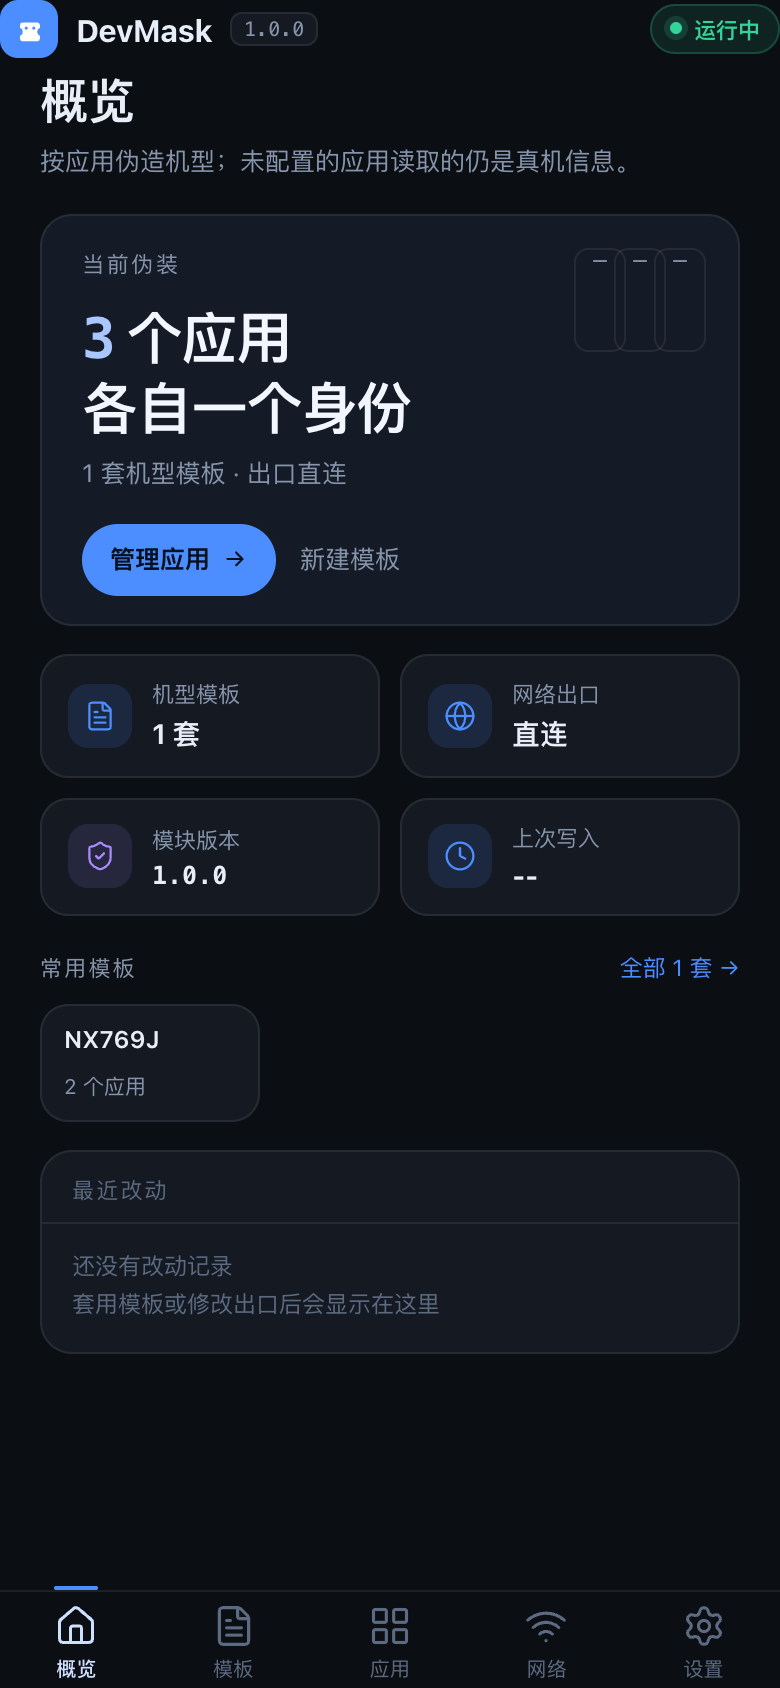 DevMask 1.0.0 运行中
概览
按应用伪造机型；未配置的应用读取的仍是真机信息。
当前伪装
3 个应用
各自一个身份
1 套机型模板 · 出口直连
管理应用 → 新建模板
机型模板
1 套
网络出口
直连
模块版本
1.0.0
上次写入
--
常用模板 全部 1 套 →
NX769J
2 个应用
最近改动
还没有改动记录
套用模板或修改出口后会显示在这里
概览 模板 应用 网络 设置